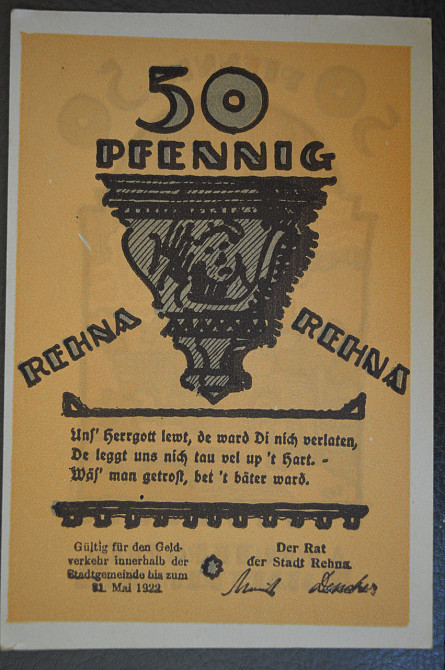 50
PFENNIG
REHNA
REHNA
Uns' Herrgott lewt, de ward Di nich verlaten,
De leggt uns nich tau vel up 't Hart. -
Wäs' man getrost, bet 't bäter ward.
Gültig für den Geld-
verkehr innerhalb der
Stadtgemeinde bis zum
31. Mai 1922
Der Rat
der Stadt Rehna